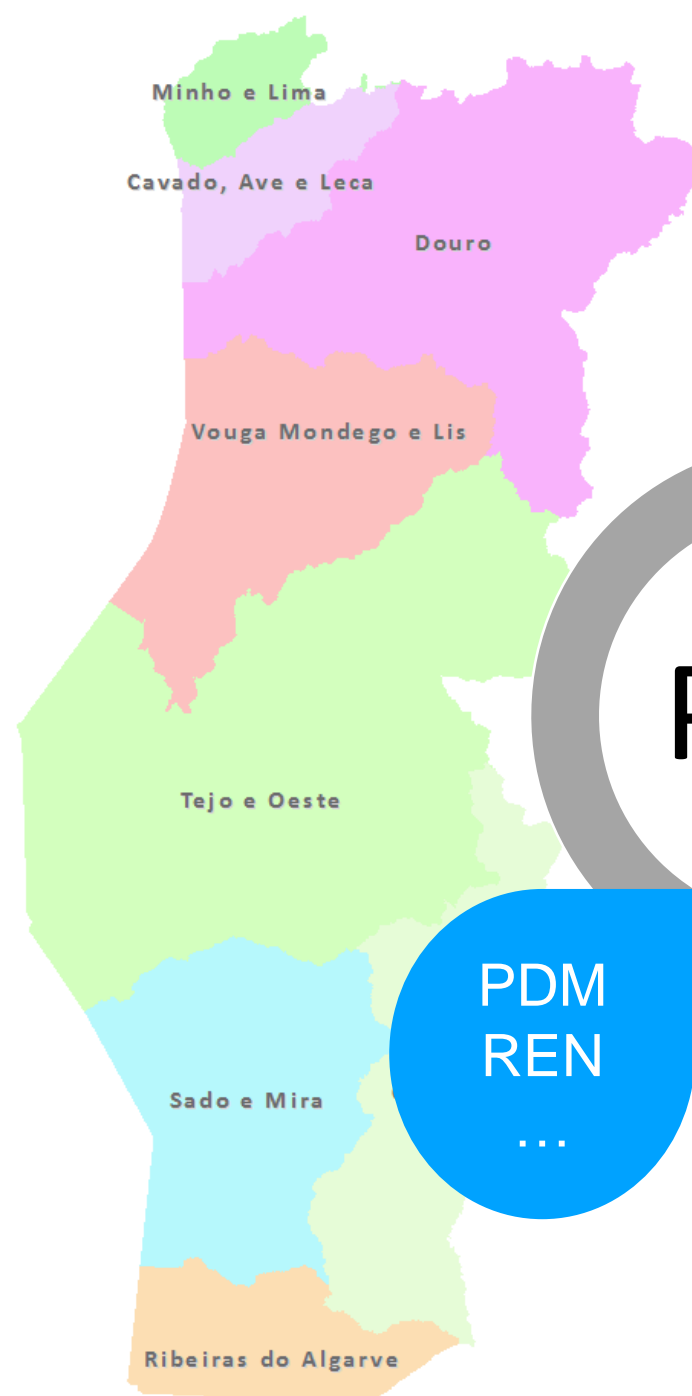 Minho e Lima
Cavado, Ave e Leca
Douro
Vouga Mondego e Lis
Tejo e Oeste
PDM
REN
...
Sado e Mira
Ribeiras do Algarve